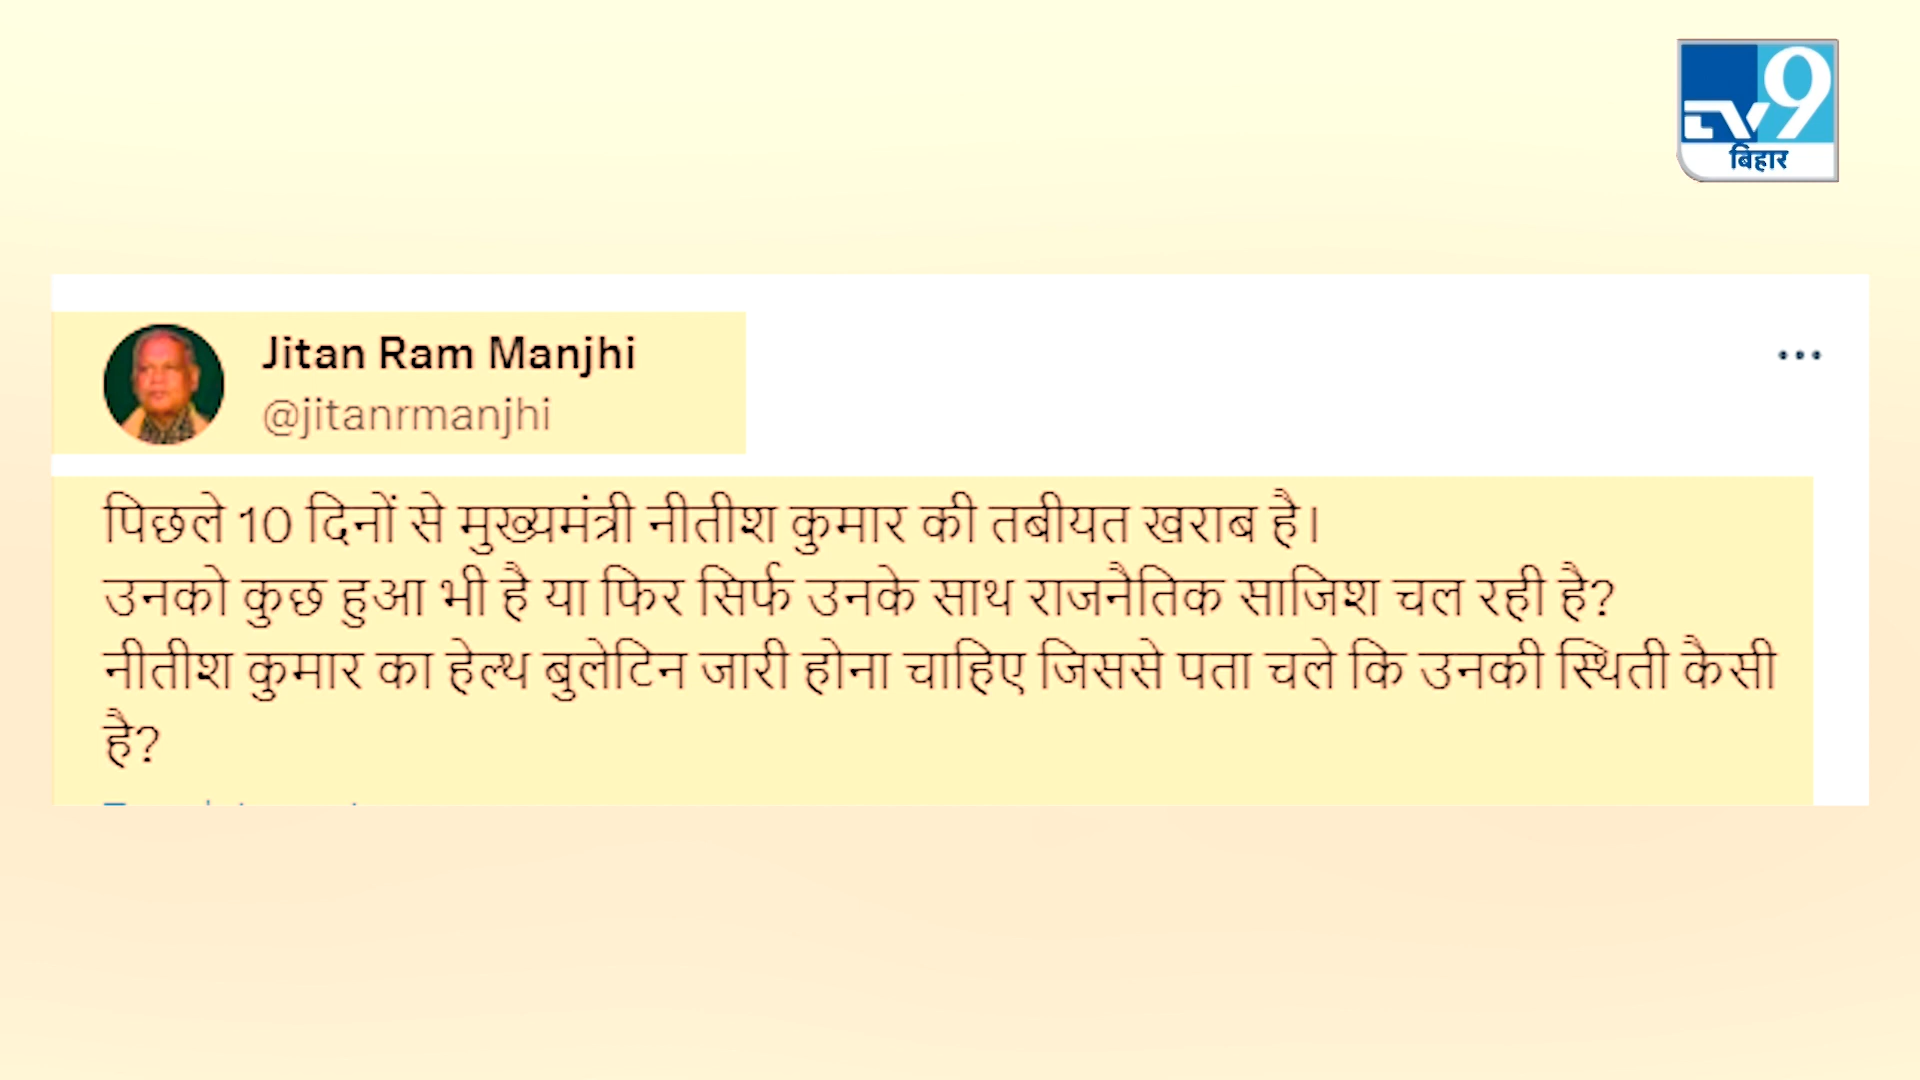 TV9
बिहार
Jitan Ram Manjhi
@jitanrmanjhi
पिछले 10 दिनों से मुख्यमंत्री नीतीश कुमार की तबीयत खराब है।
उनको कुछ हुआ भी है या फिर सिर्फ उनके साथ राजनैतिक साजिश चल रही है?
नीतीश कुमार का हेल्थ बुलेटिन जारी होना चाहिए जिससे पता चले कि उनकी स्थिती कैसी
है?